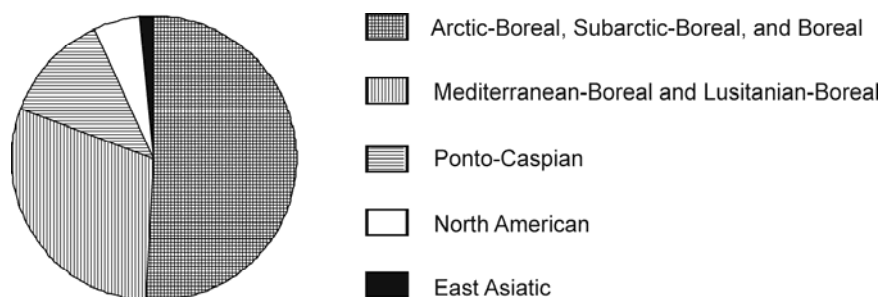 Arctic-Boreal, Subarctic-Boreal, and Boreal
Mediterranean-Boreal and Lusitanian-Boreal
Ponto-Caspian
North American
East Asiatic